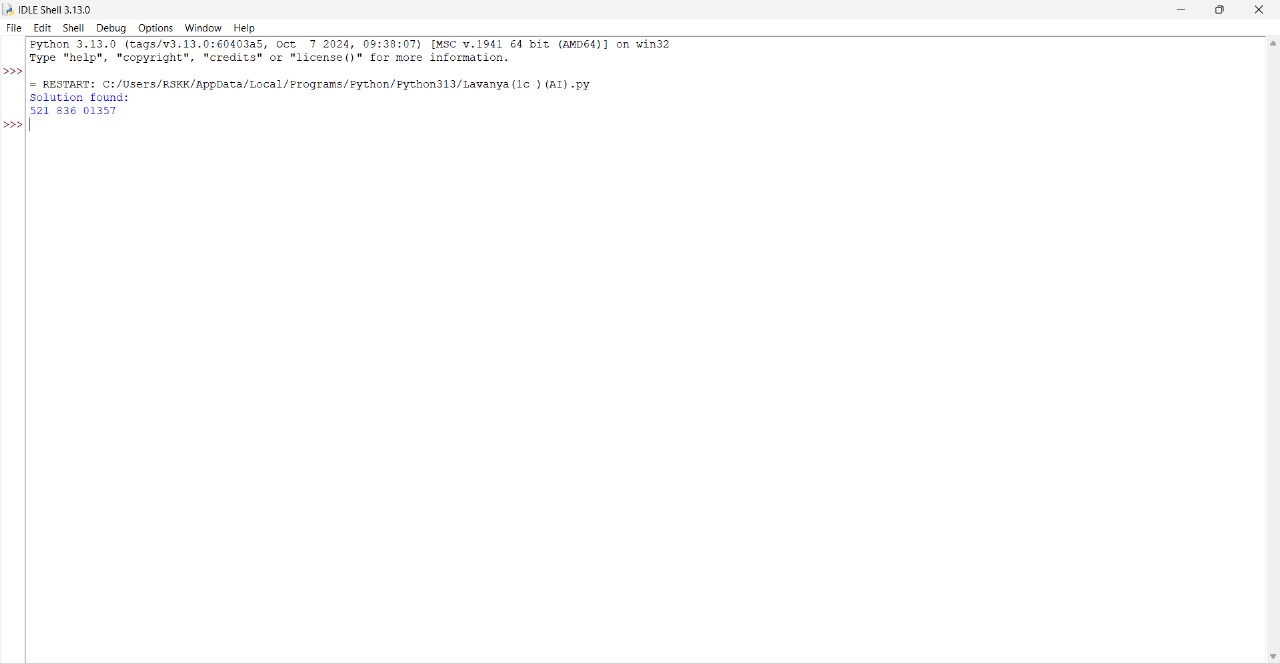 IDLE Shell 3.13.0
File Edit Shell Debug Options Window Help
Python 3.13.0 (tags/v3.13.0:60403a5, Oct  7 2024, 09:38:07) [MSC v.1941 64 bit (AMD64)] on win32
Type "help", "copyright", "credits" or "license()" for more information.
>>>
= RESTART: C:/Users/RSKK/AppData/Local/Programs/Python/Python313/Lavanya(1c )(AI).py
Solution found:
521 836 01357
>>>